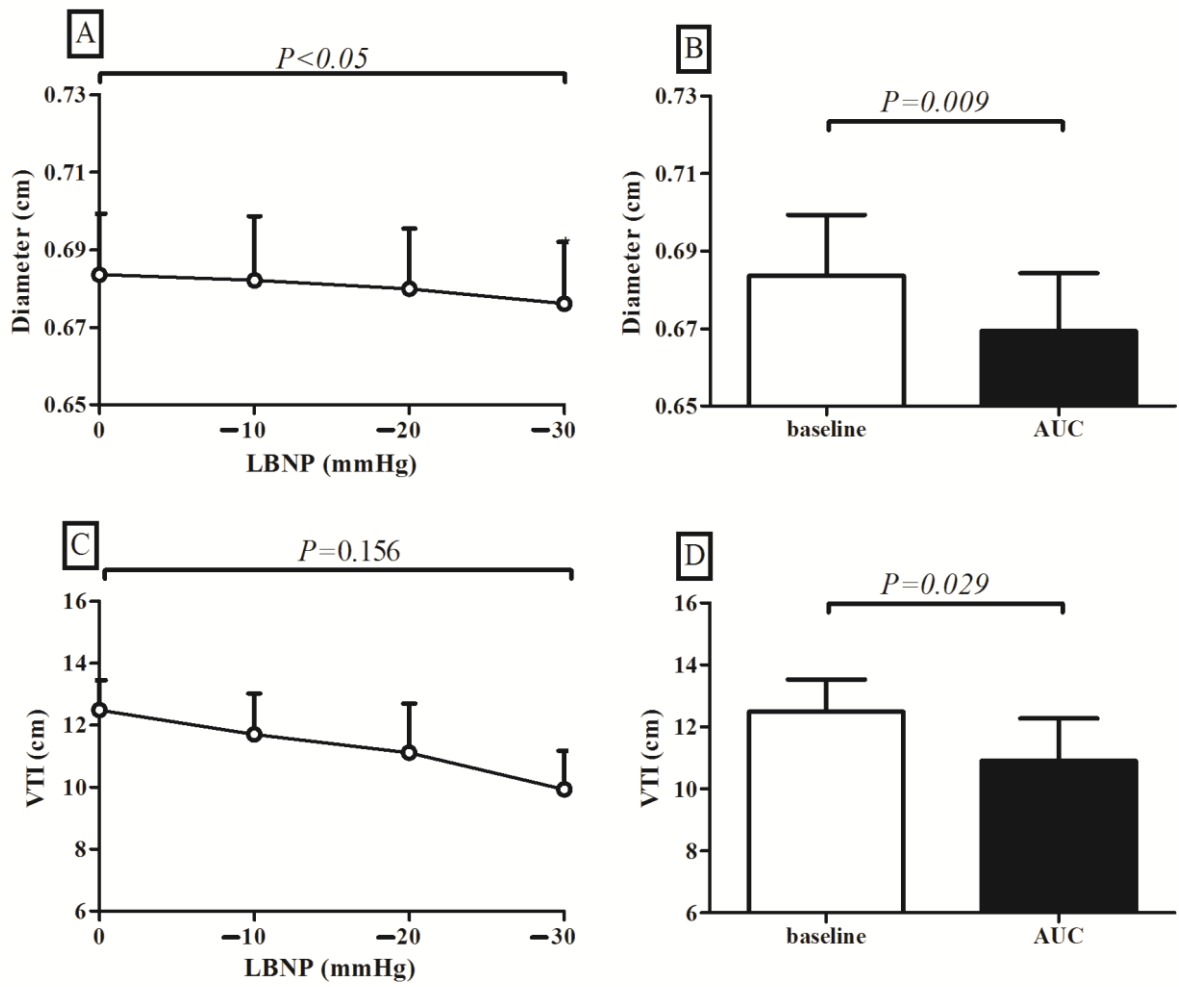 A
P<0.05
0.73
0.71
0.69
0.67
0.65
Diameter (cm)
*
0
−10
−20
−30
LBNP (mmHg)
B
P=0.009
0.73
0.71
0.69
0.67
0.65
Diameter (cm)
baseline
AUC
C
P=0.156
16
14
12
10
8
6
VTI (cm)
0
−10
−20
−30
LBNP (mmHg)
D
P=0.029
16
14
12
10
8
6
VTI (cm)
baseline
AUC